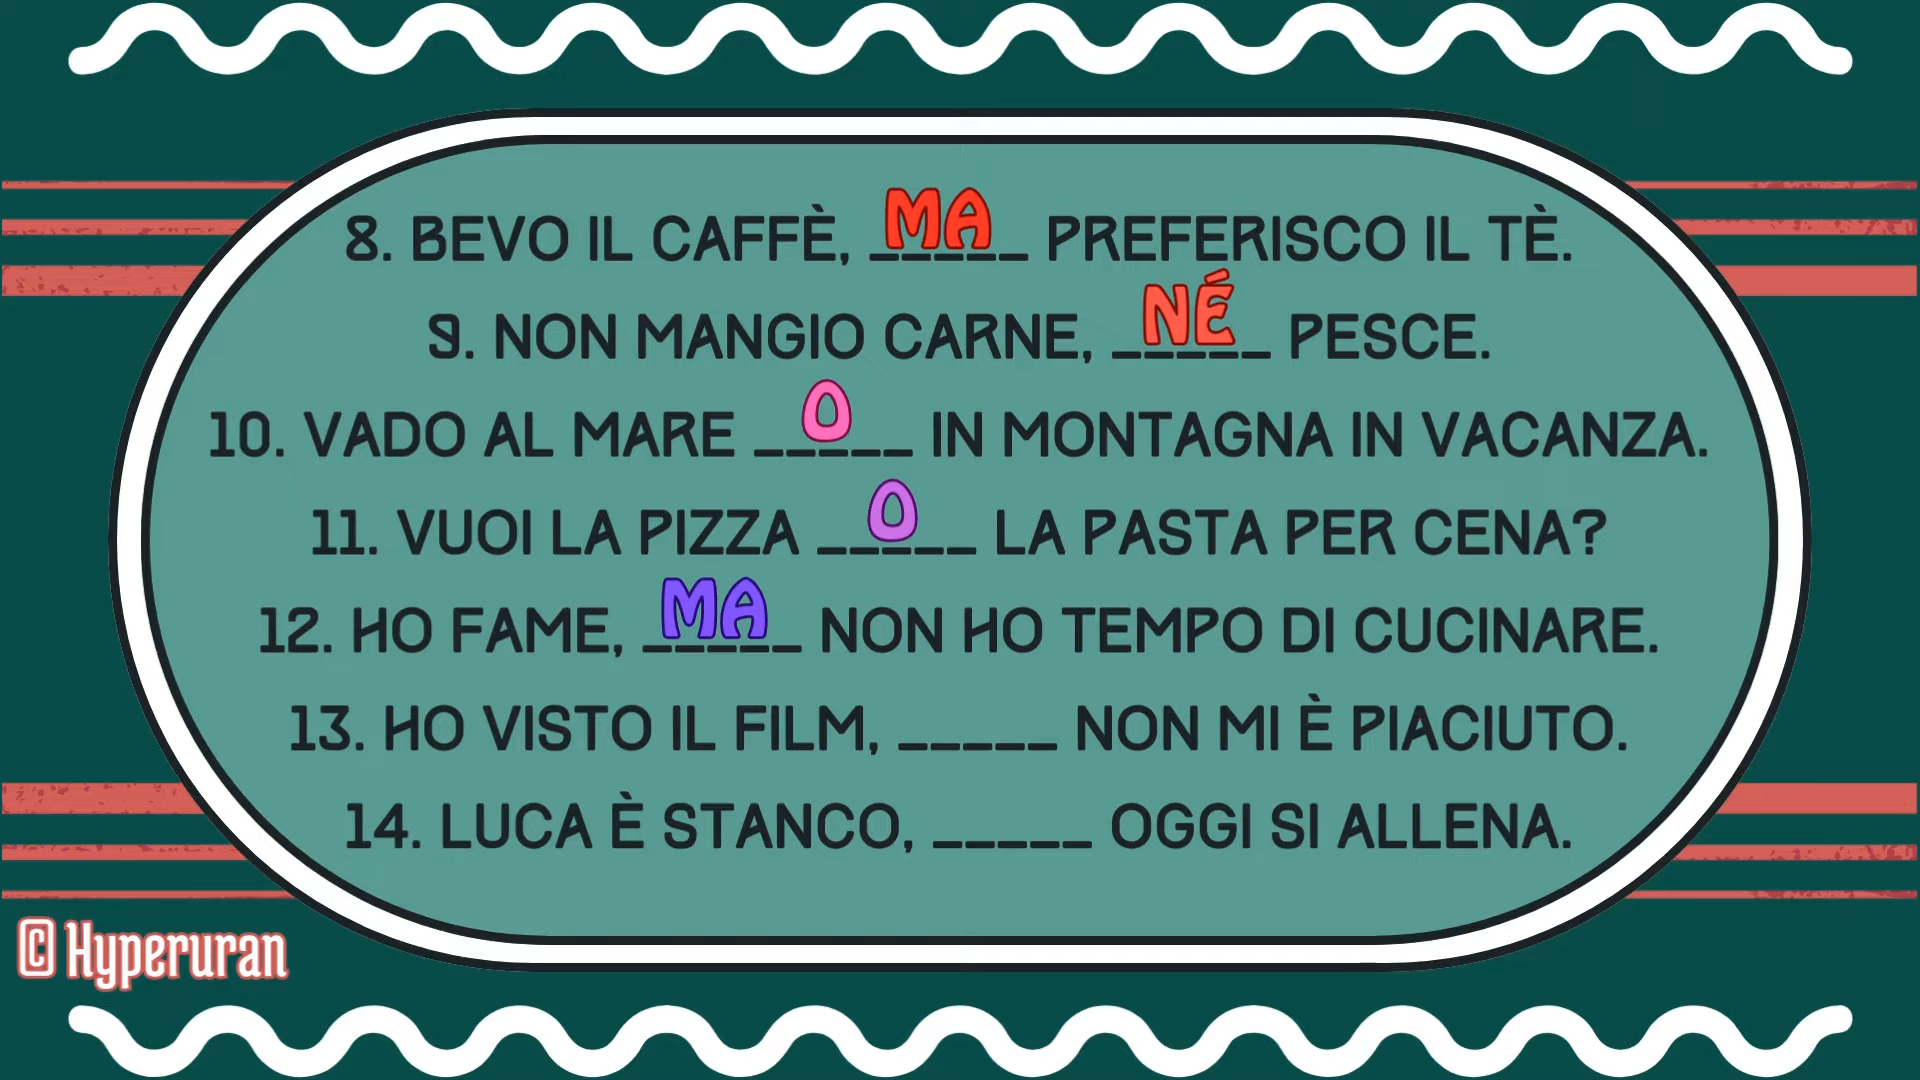 8. BEVO IL CAFFÈ, MA PREFERISCO IL TÈ.
9. NON MANGIO CARNE, NÉ PESCE.
10. VADO AL MARE O IN MONTAGNA IN VACANZA.
11. VUOI LA PIZZA O LA PASTA PER CENA?
12. HO FAME, MA NON HO TEMPO DI CUCINARE.
13. HO VISTO IL FILM, _____ NON MI È PIACIUTO.
14. LUCA È STANCO, _____ OGGI SI ALLENA.
© Hyperuran